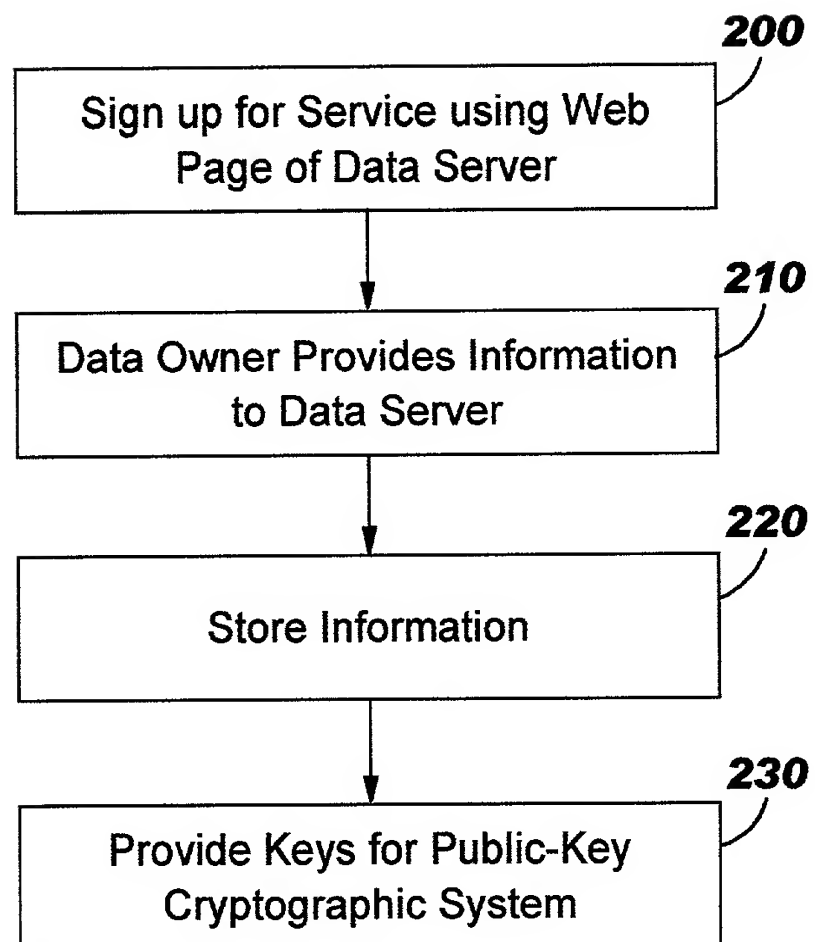 200
Sign up for Service using Web
Page of Data Server
210
Data Owner Provides Information
to Data Server
220
Store Information
230
Provide Keys for Public-Key
Cryptographic System